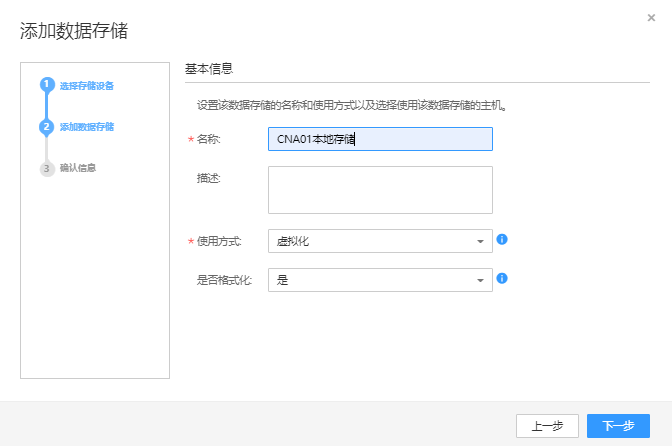 添加数据存储
×
1 选择存储设备
2 添加数据存储
3 确认信息
基本信息
设置该数据存储的名称和使用方式以及选择使用该数据存储的主机。
* 名称: CNA01本地存储
描述:
* 使用方式: 虚拟化
是否格式化: 是
上一步 下一步